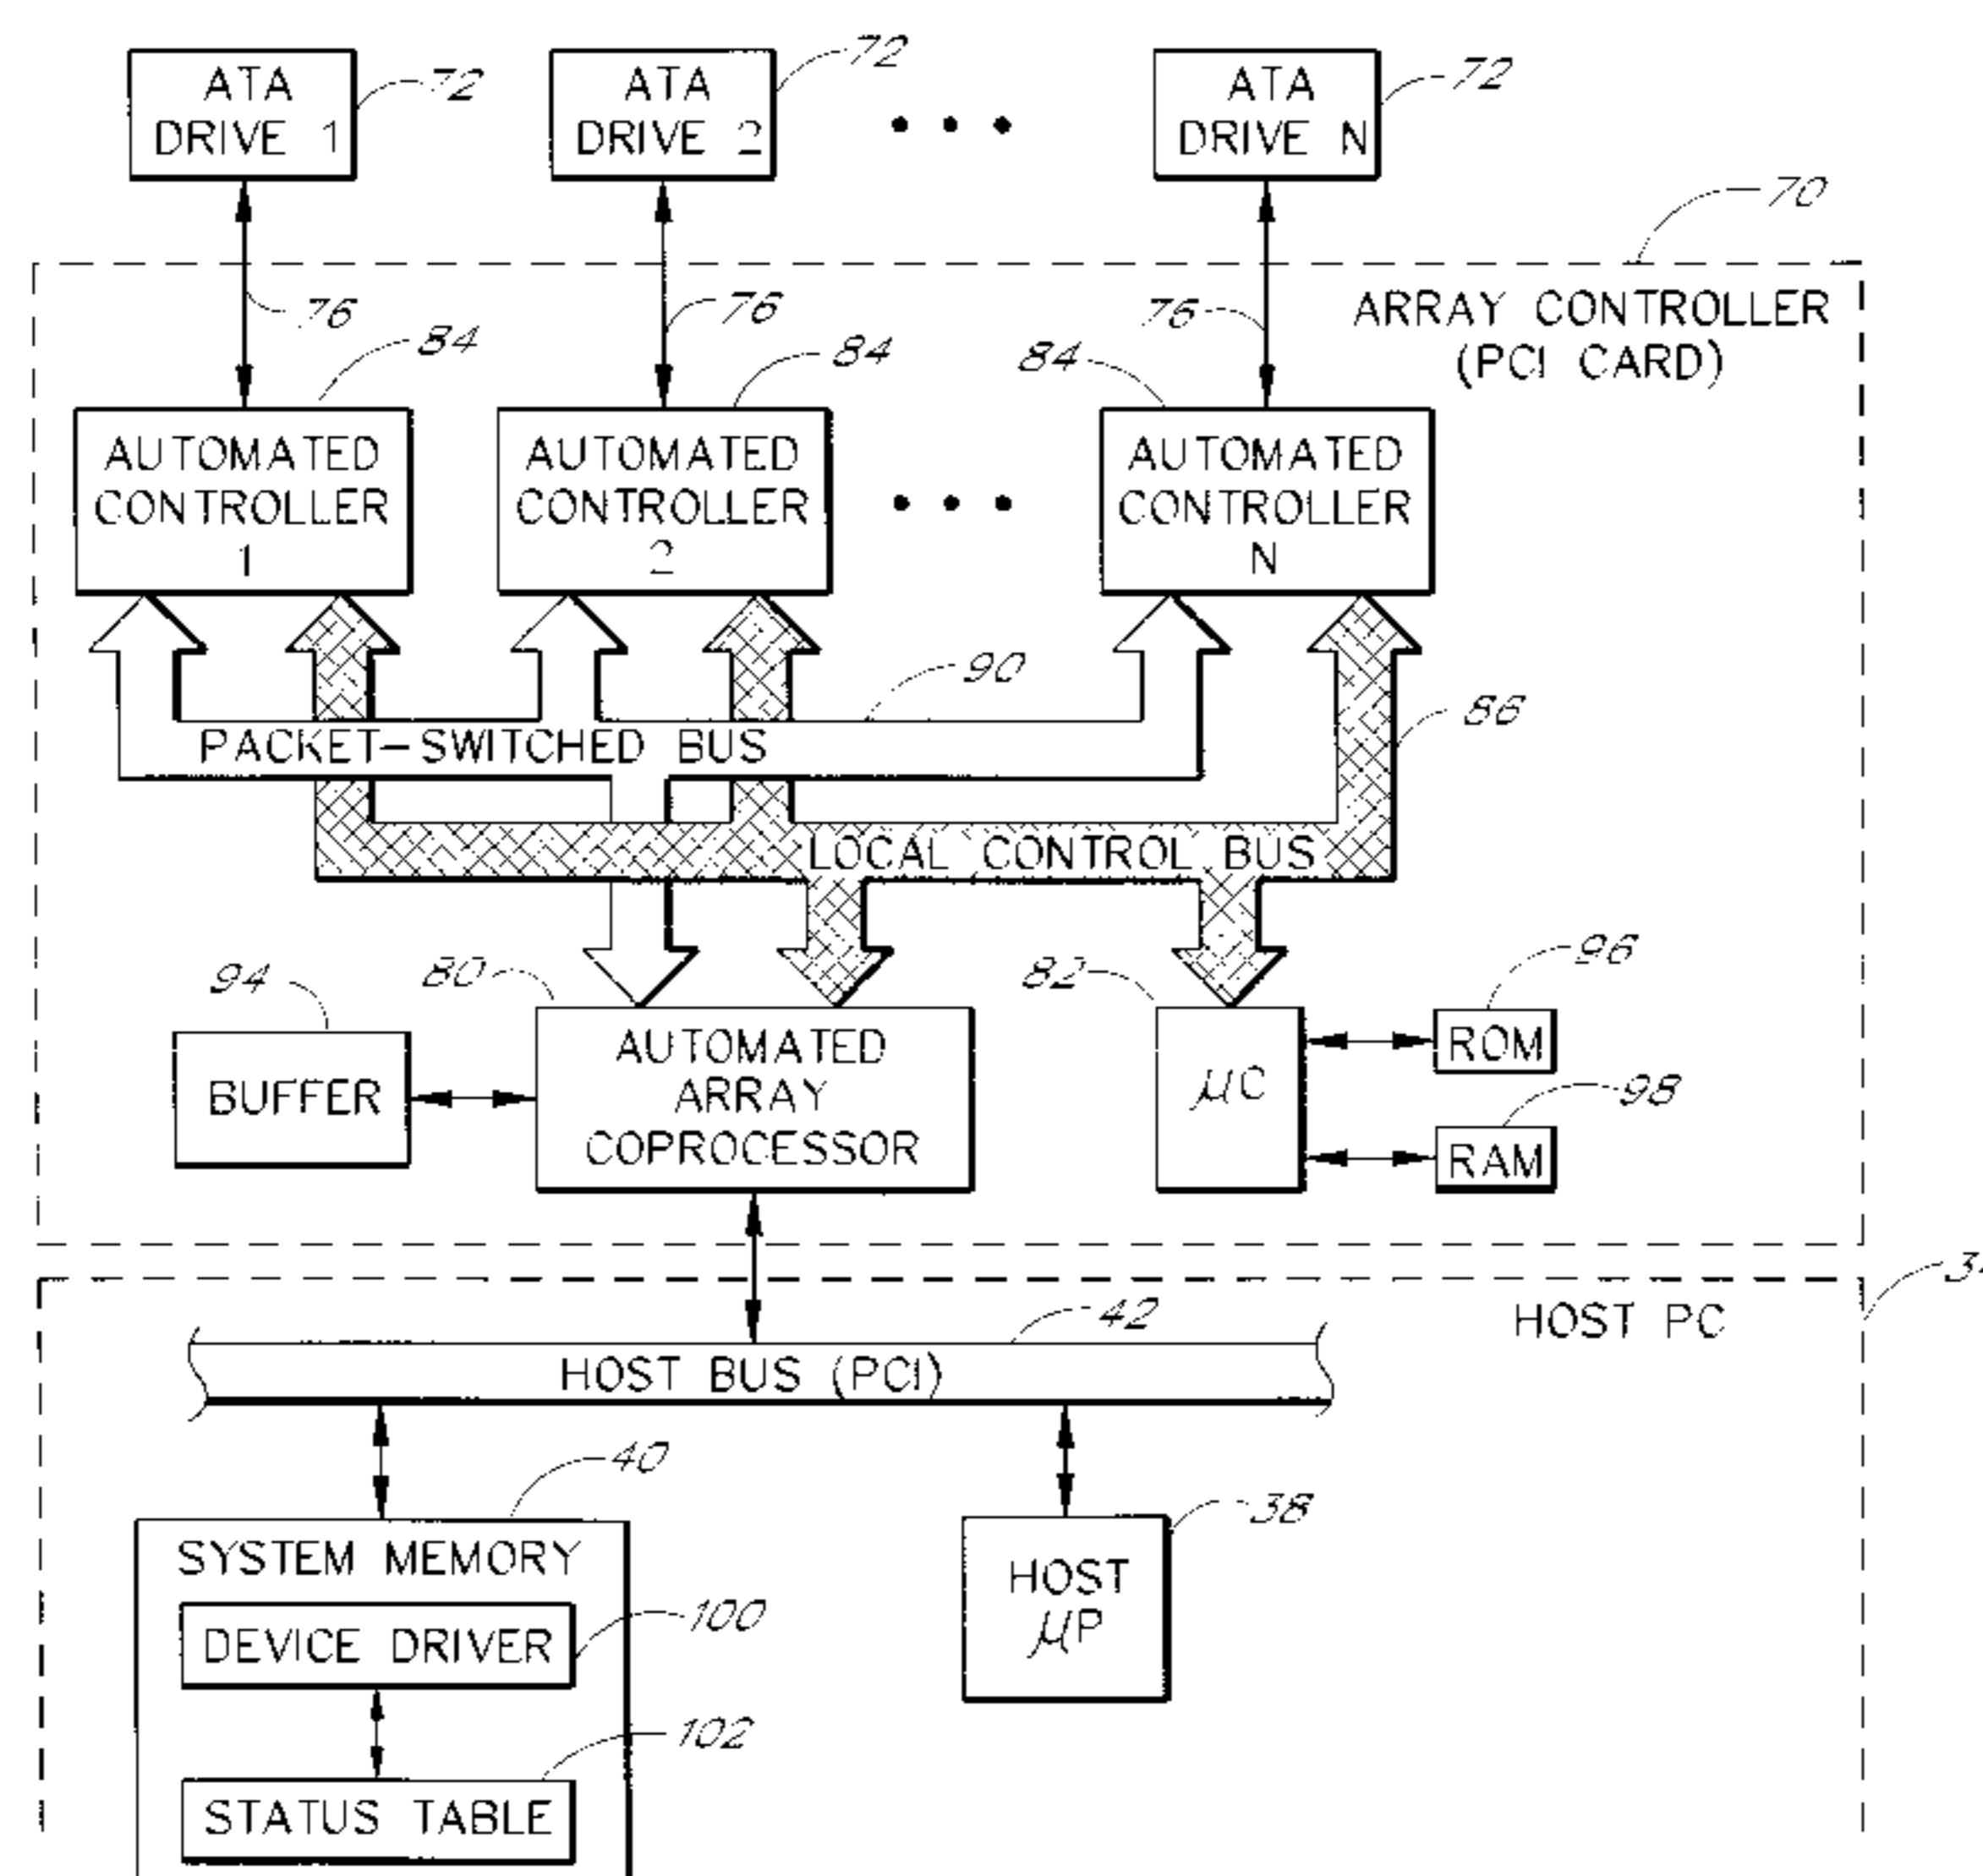 ATA
DRIVE 1
72
ATA
DRIVE 2
72
ATA
DRIVE N
72
70
ARRAY CONTROLLER
(PCI CARD)
76
76
76
84
84
84
AUTOMATED
CONTROLLER
1
AUTOMATED
CONTROLLER
2
AUTOMATED
CONTROLLER
N
90
86
PACKET-SWITCHED BUS
LOCAL CONTROL BUS
94
80
82
96
BUFFER
AUTOMATED
ARRAY
COPROCESSOR
μC
ROM
98
RAM
HOST PC
42
HOST BUS (PCI)
40
38
SYSTEM MEMORY
HOST
μP
DEVICE DRIVER
100
102
STATUS TABLE